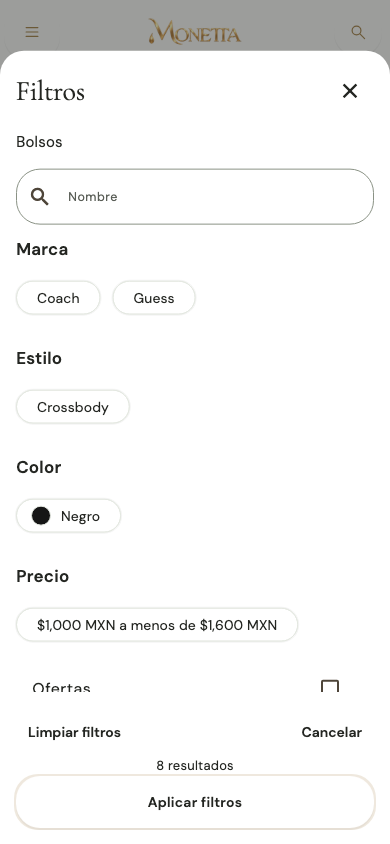 MONETTA
Filtros
Bolsos
Nombre
Marca
Coach
Guess
Estilo
Crossbody
Color
Negro
Precio
$1,000 MXN a menos de $1,600 MXN
Ofertas
Limpiar filtros
Cancelar
8 resultados
Aplicar filtros